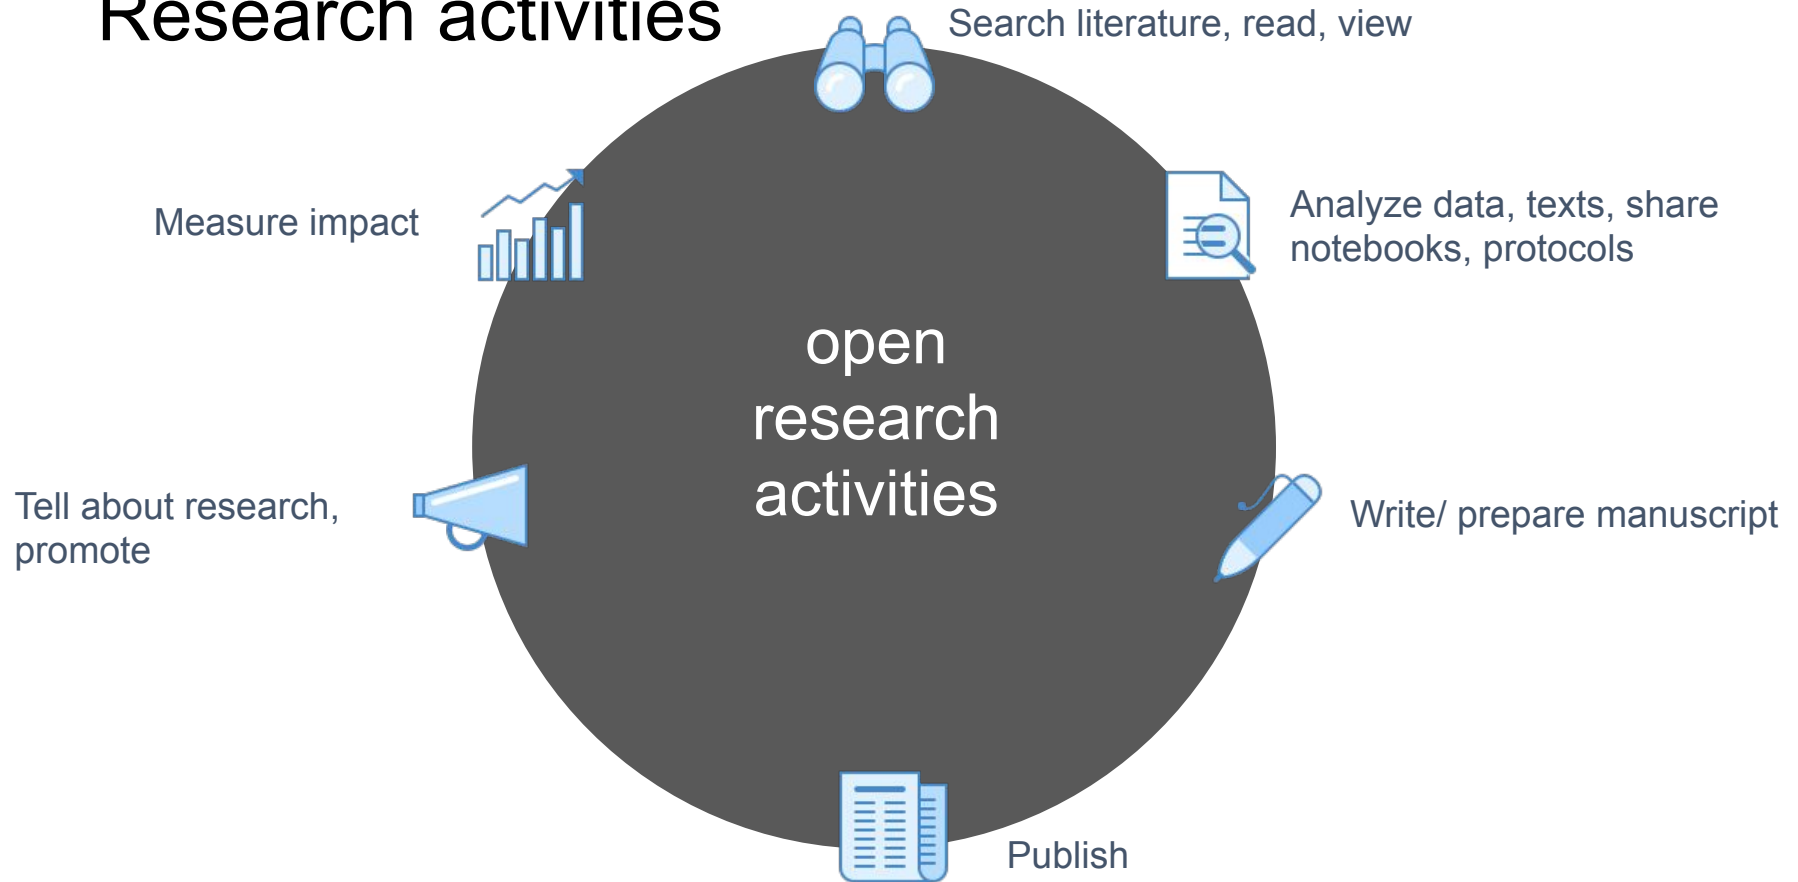 Research activities
Search literature, read, view
Analyze data, texts, share
notebooks, protocols
Write/ prepare manuscript
Publish
Tell about research,
promote
Measure impact
open
research
activities